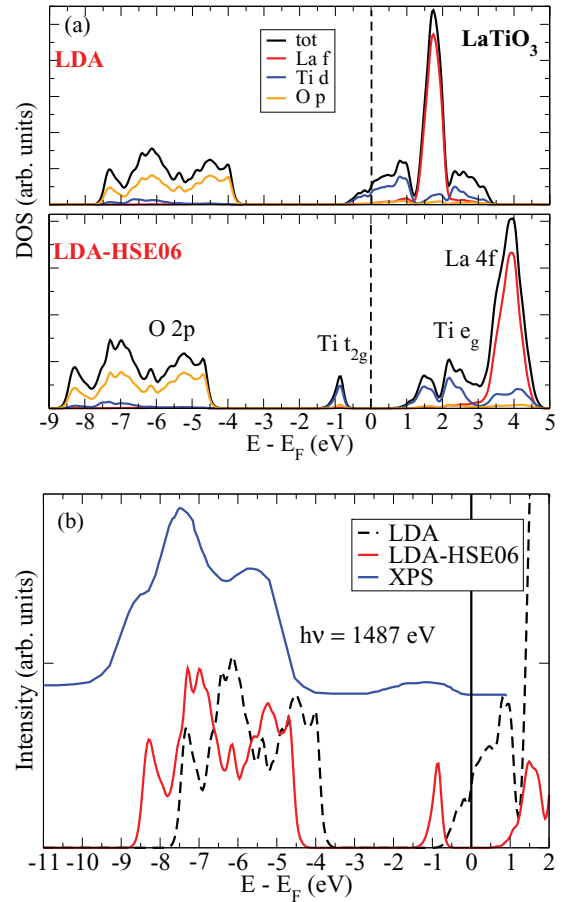 (a)
LDA
tot
La f
Ti d
O p
LaTiO₃
DOS (arb. units)
LDA-HSE06
O 2p
Ti t₂g
Ti e_g
La 4f
-9 -8 -7 -6 -5 -4 -3 -2 -1 0 1 2 3 4 5
E - E_F (eV)
(b)
LDA
LDA-HSE06
XPS
hν = 1487 eV
Intensity (arb. units)
-11 -10 -9 -8 -7 -6 -5 -4 -3 -2 -1 0 1 2
E - E_F (eV)